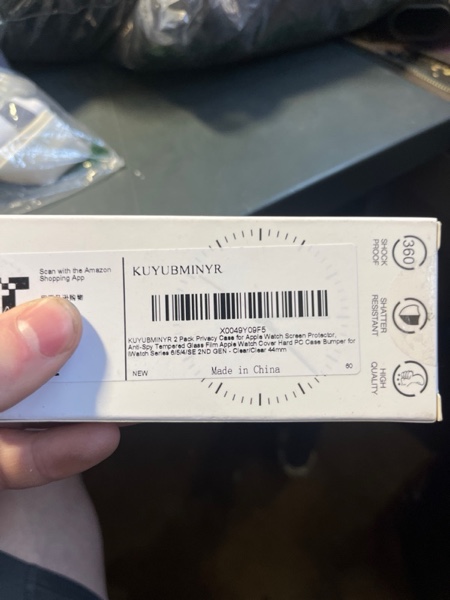 Scan with the Amazon
Shopping App
KUYUBMINYR
X0049Y09F5
KUYUBMINYR 2 Pack Privacy Case for Apple Watch Screen Protector,
Anti-Spy Tempered Glass Film Apple Watch Cover Hard PC Case Bumper for
iWatch Series 6/5/4/SE 2ND GEN - Clear/Clear 44mm
NEW
Made in China
60
360
SHOCK
PROOF
SHATTER
RESISTANT
HIGH
QUALITY